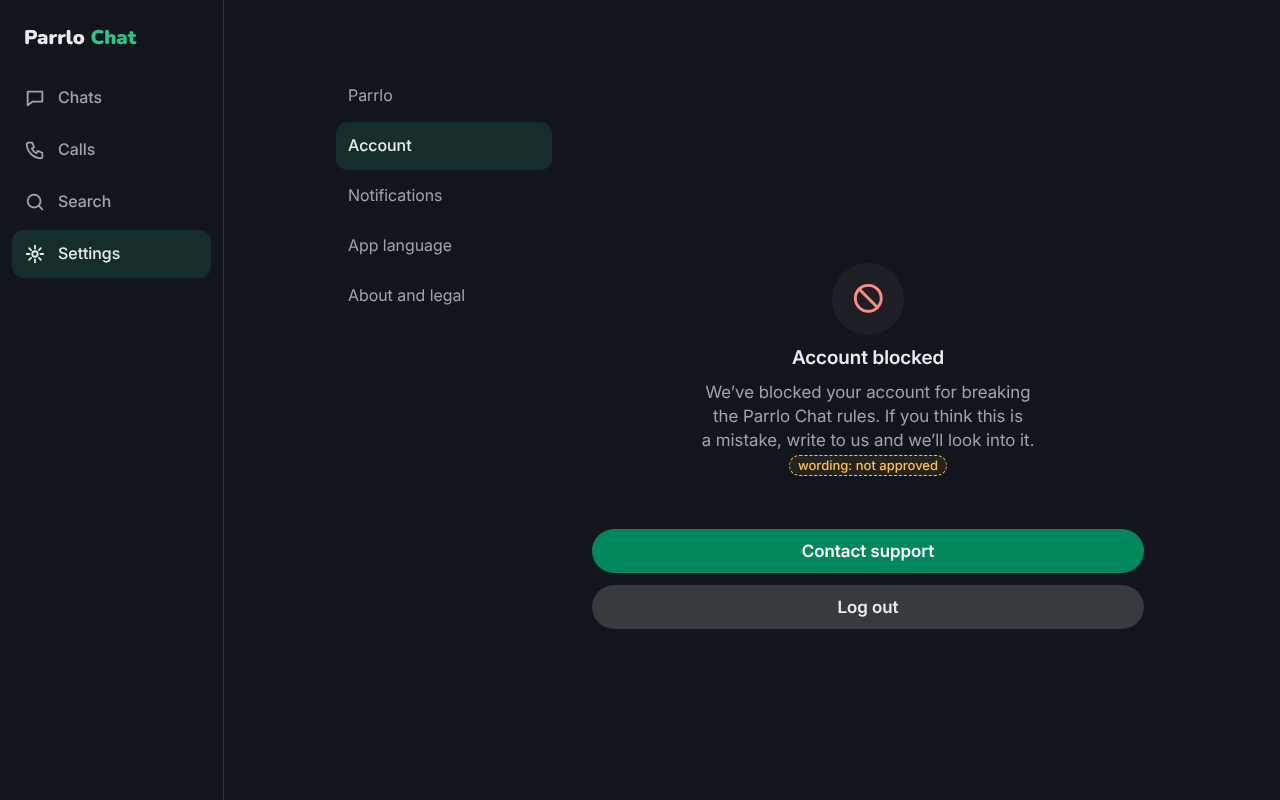 Parrlo Chat
Chats
Calls
Search
Settings
Parrlo
Account
Notifications
App language
About and legal
Account blocked
We’ve blocked your account for breaking
the Parrlo Chat rules. If you think this is
a mistake, write to us and we’ll look into it.
wording: not approved
Contact support
Log out